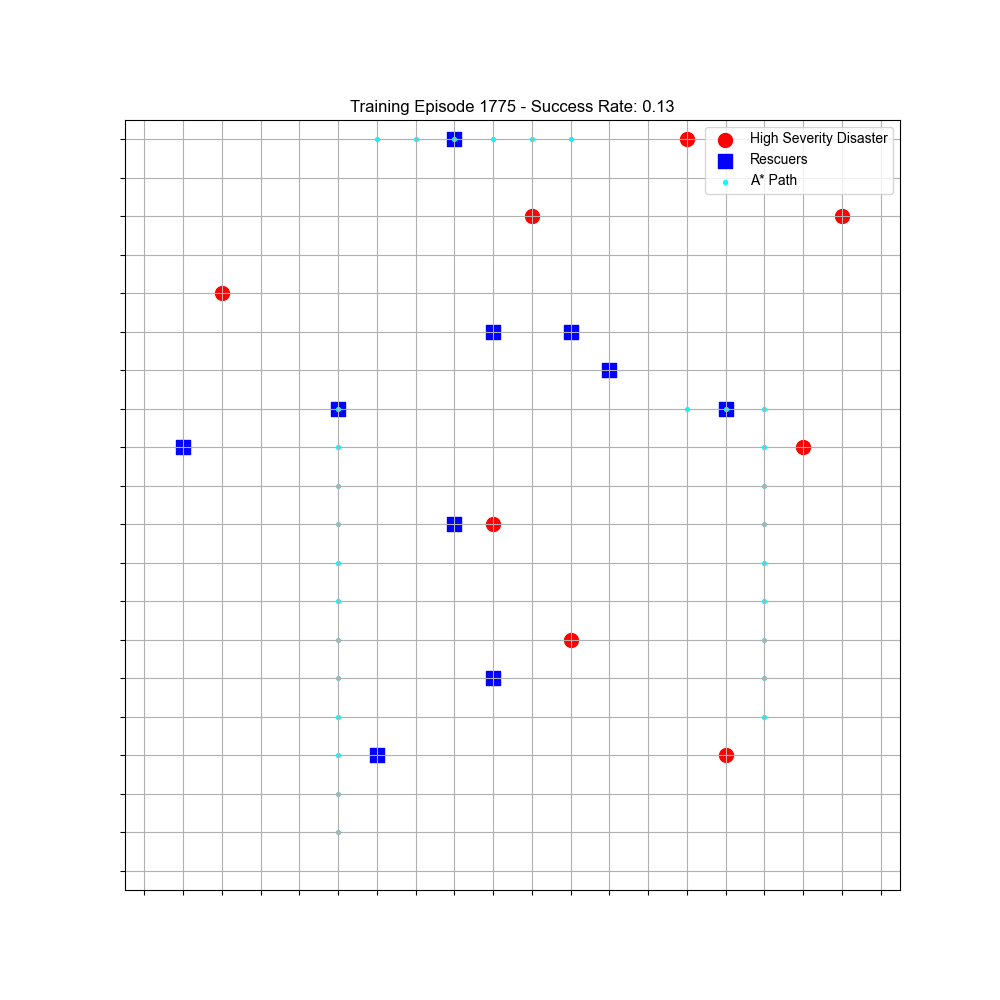 Training Episode 1775 - Success Rate: 0.13
High Severity Disaster
Rescuers
A* Path